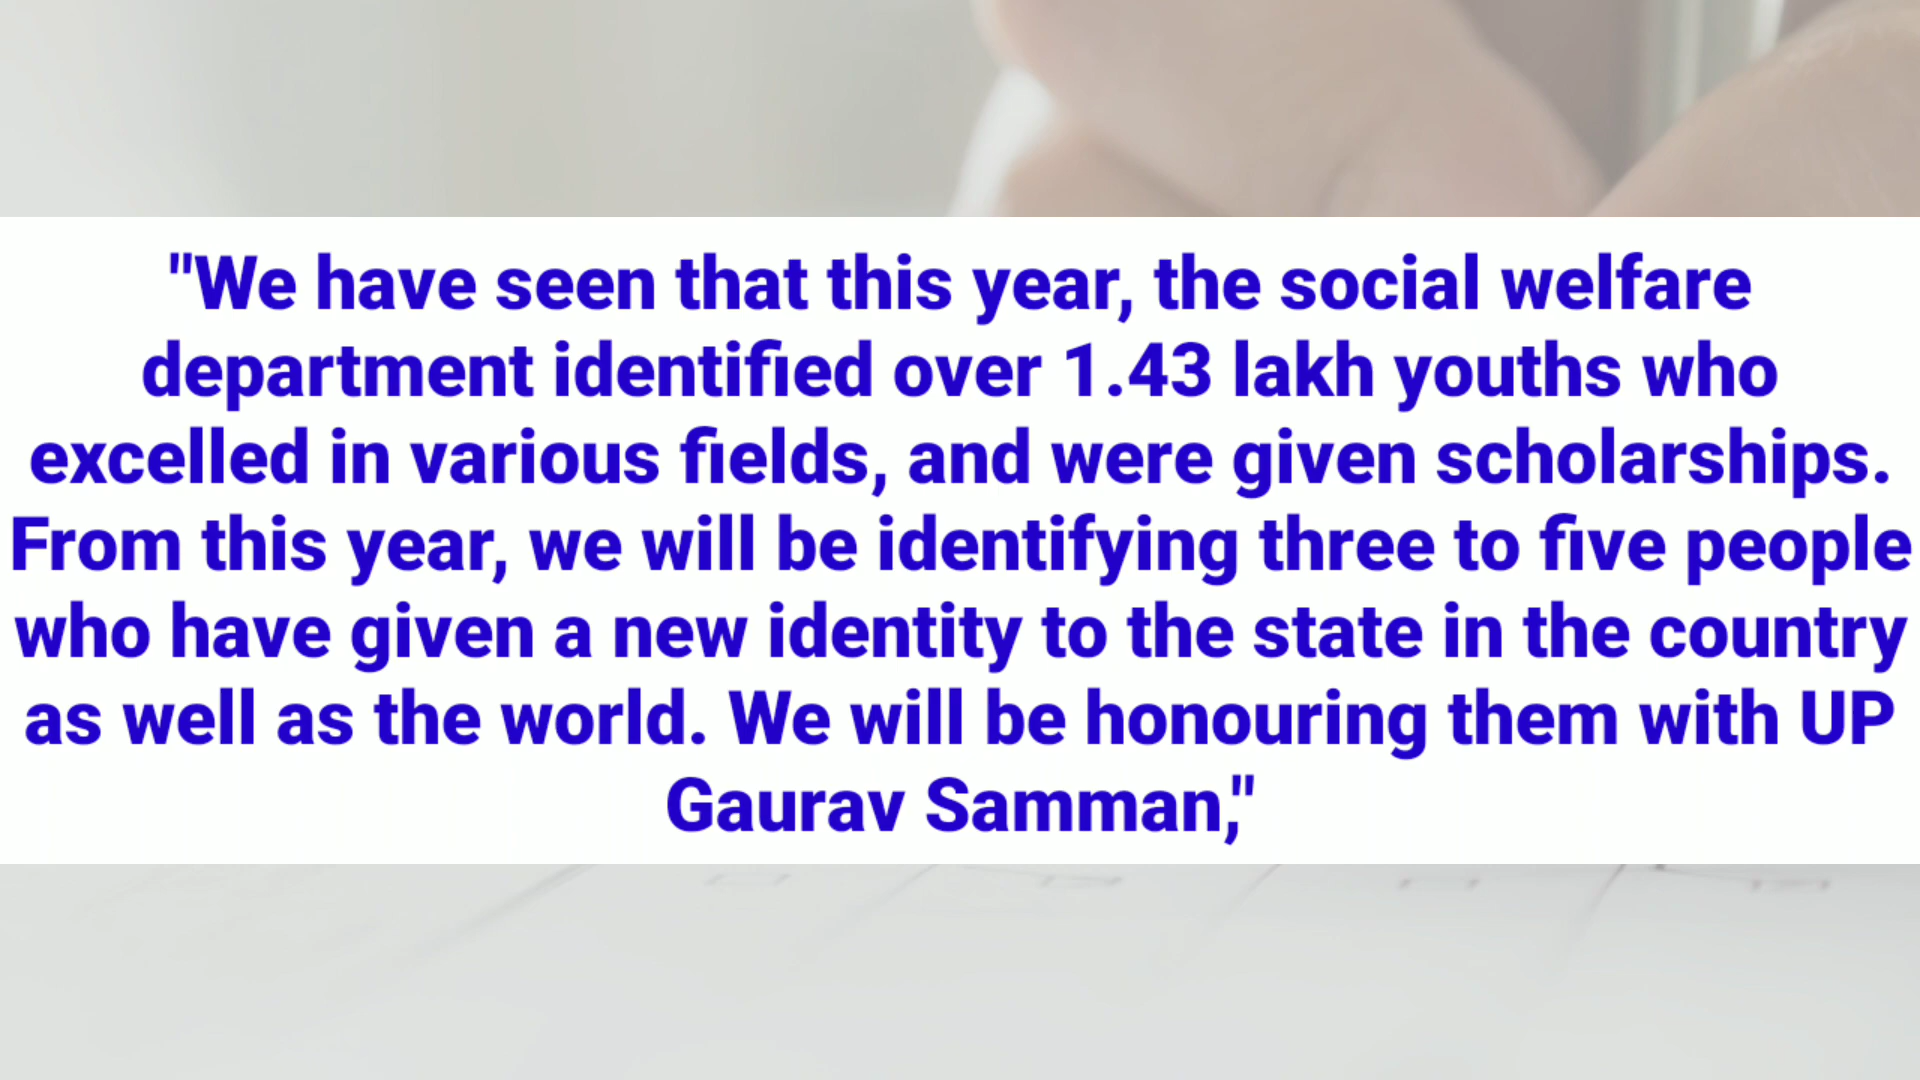 "We have seen that this year, the social welfare
department identified over 1.43 lakh youths who
excelled in various fields, and were given scholarships.
From this year, we will be identifying three to five people
who have given a new identity to the state in the country
as well as the world. We will be honouring them with UP
Gaurav Samman,"